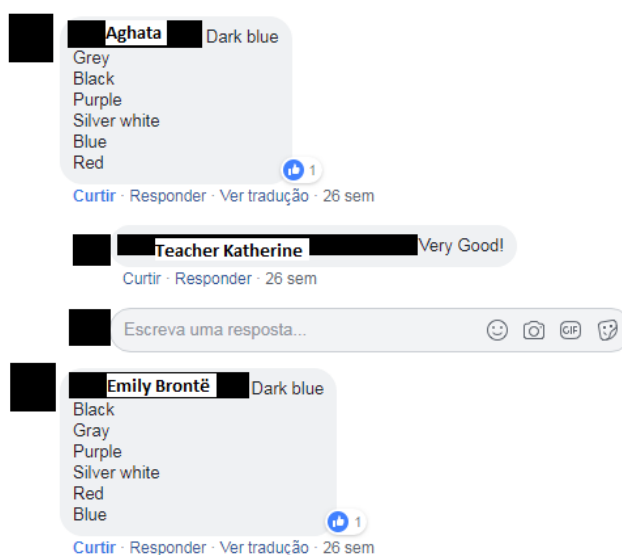 Aghata Dark blue
Grey
Black
Purple
Silver white
Blue
Red
1
Curtir · Responder · Ver tradução · 26 sem
Teacher Katherine Very Good!
Curtir · Responder · 26 sem
Escreva uma resposta...
GIF
Emily Brontë Dark blue
Black
Gray
Purple
Silver white
Red
Blue
1
Curtir · Responder · Ver tradução · 26 sem